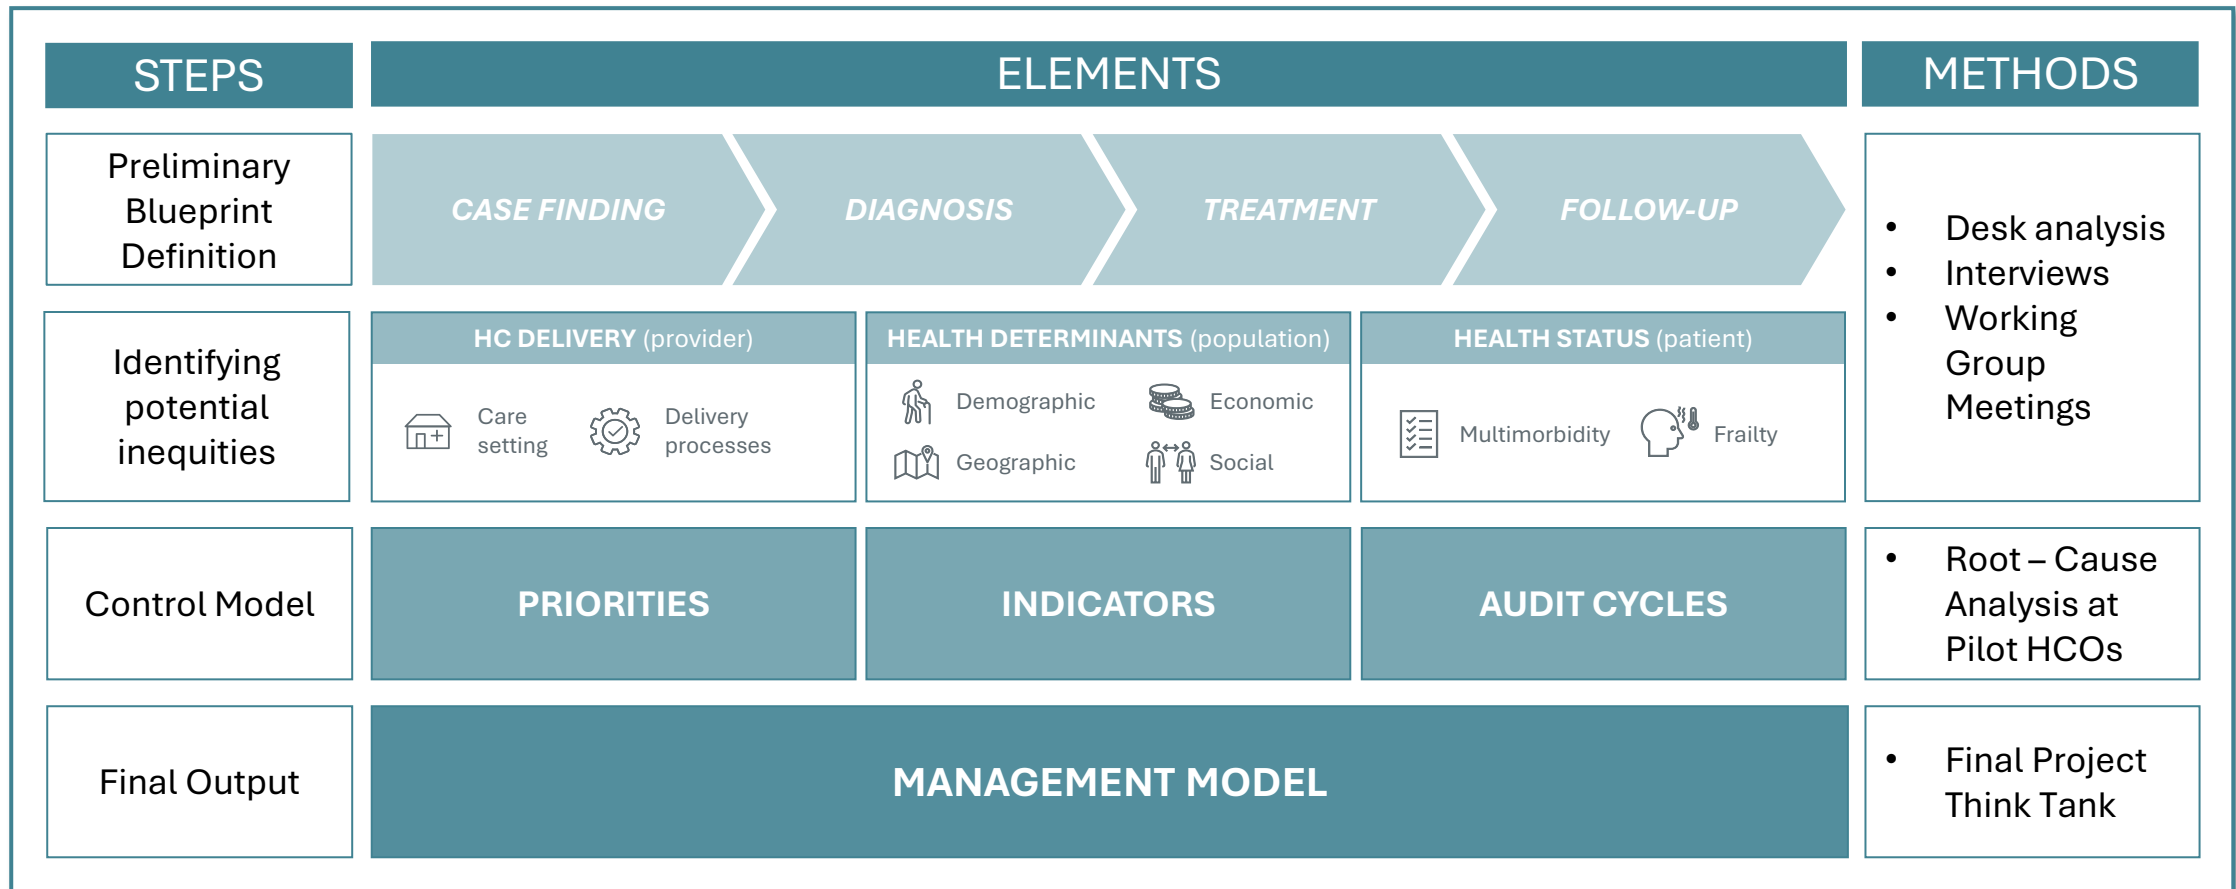 STEPS
ELEMENTS
METHODS
Preliminary
Blueprint
Definition
CASE FINDING
DIAGNOSIS
TREATMENT
FOLLOW-UP
• Desk analysis
• Interviews
• Working
Group
Meetings
Identifying
potential
inequities
HC DELIVERY (provider)
Care
setting
Delivery
processes
HEALTH DETERMINANTS (population)
Demographic
Economic
Geographic
Social
HEALTH STATUS (patient)
Multimorbidity
Frailty
Control Model
PRIORITIES
INDICATORS
AUDIT CYCLES
• Root – Cause
Analysis at
Pilot HCOs
Final Output
MANAGEMENT MODEL
• Final Project
Think Tank